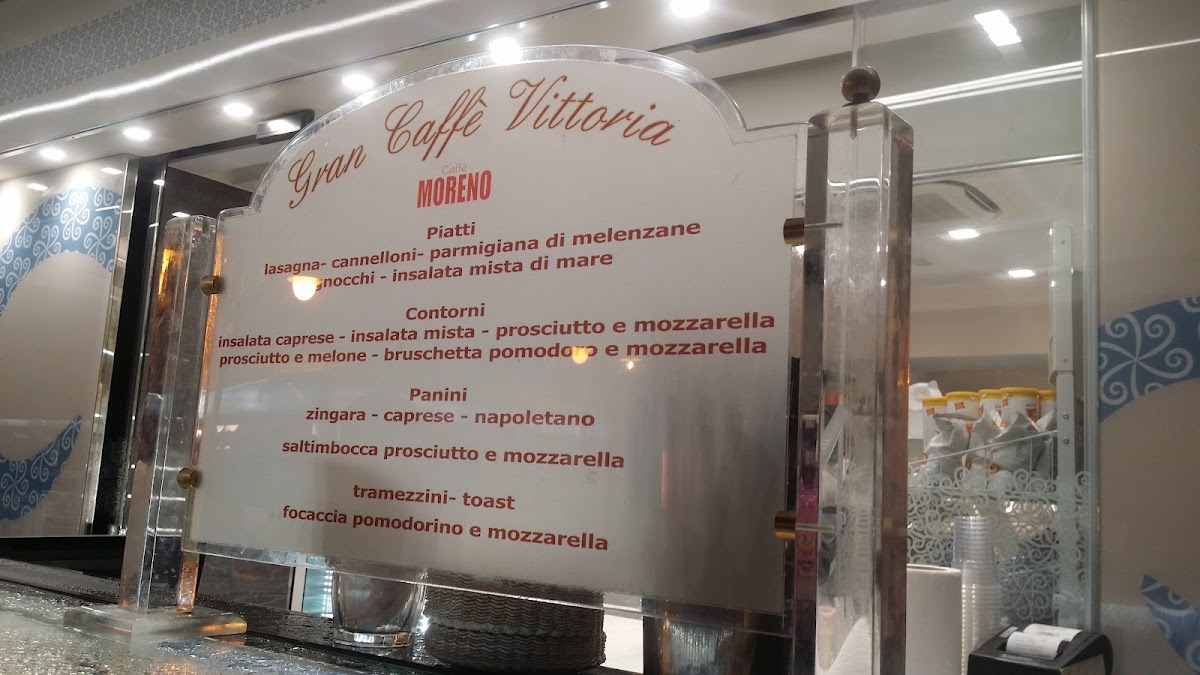 Gran Caffè Vittoria
Caffè
MORENO
Piatti
lasagna- cannelloni- parmigiana di melenzane
gnocchi - insalata mista di mare
Contorni
insalata caprese - insalata mista - prosciutto e mozzarella
prosciutto e melone - bruschetta pomodoro e mozzarella
Panini
zingara - caprese - napoletano
saltimbocca prosciutto e mozzarella
tramezzini- toast
focaccia pomodorino e mozzarella